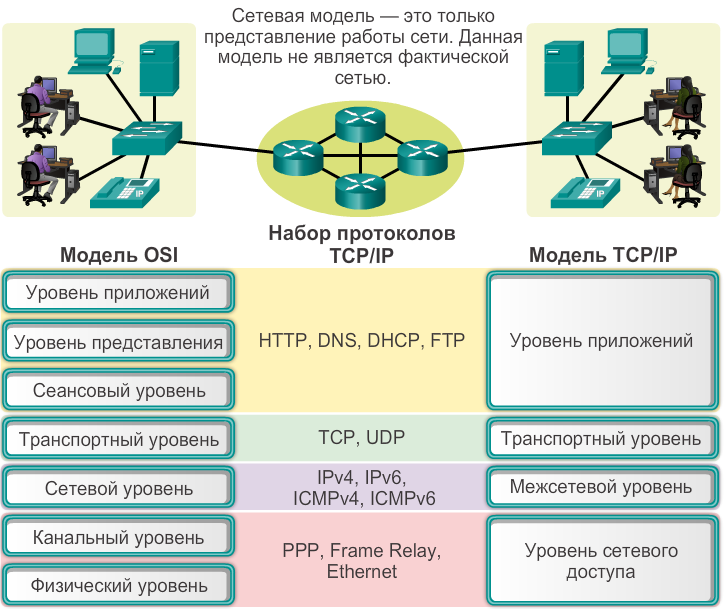 Сетевая модель — это только
представление работы сети. Данная
модель не является фактической
сетью.
IP
IP
Модель OSI
Набор протоколов
TCP/IP
Модель TCP/IP
Уровень приложений
Уровень представления
Сеансовый уровень
HTTP, DNS, DHCP, FTP
Уровень приложений
Транспортный уровень
TCP, UDP
Транспортный уровень
Сетевой уровень
IPv4, IPv6,
ICMPv4, ICMPv6
Межсетевой уровень
Канальный уровень
Физический уровень
PPP, Frame Relay,
Ethernet
Уровень сетевого
доступа